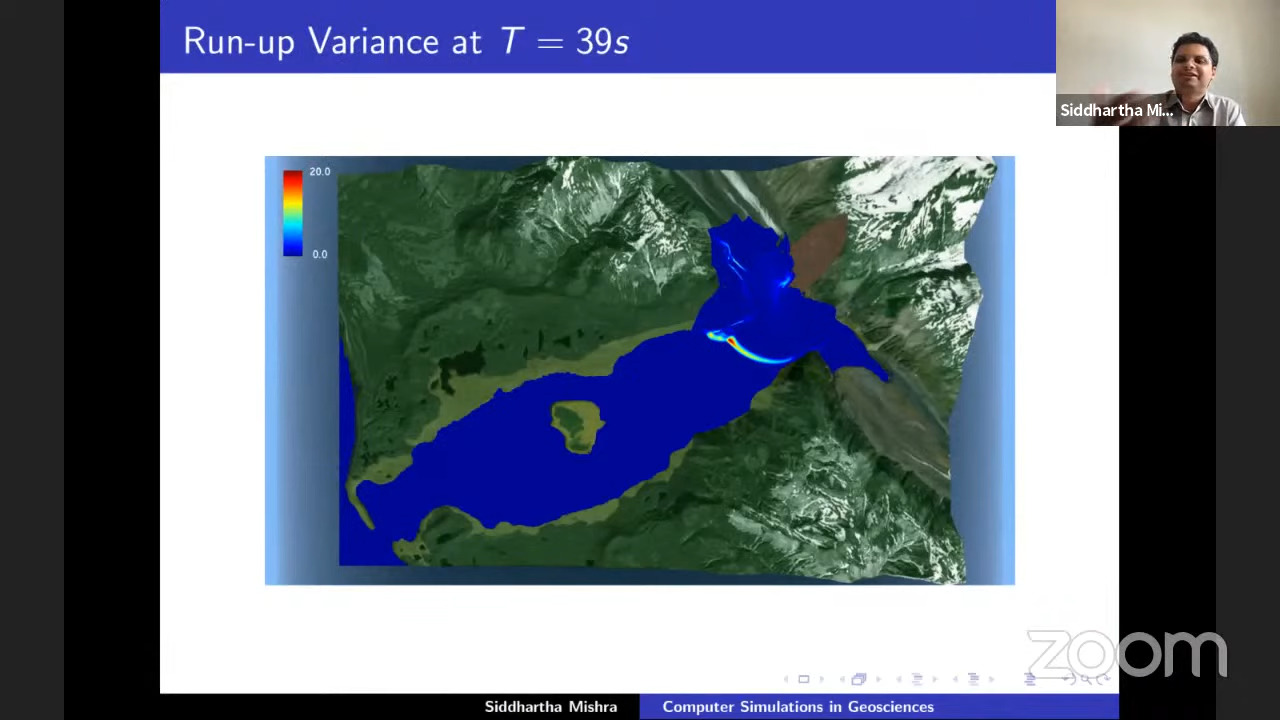 Run-up Variance at T = 39s
Siddhartha Mi...
20.0
0.0
zoom
Siddhartha Mishra
Computer Simulations in Geosciences